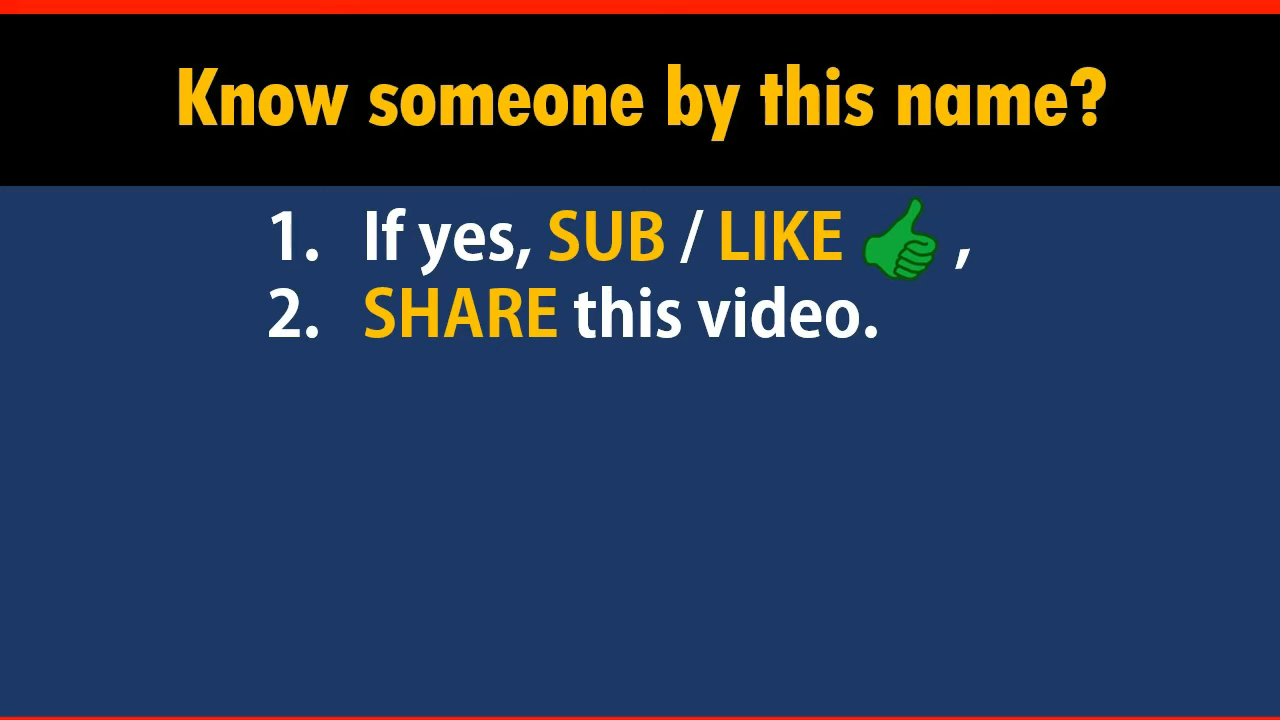 Know someone by this name?
1. If yes, SUB / LIKE ,
2. SHARE this video.